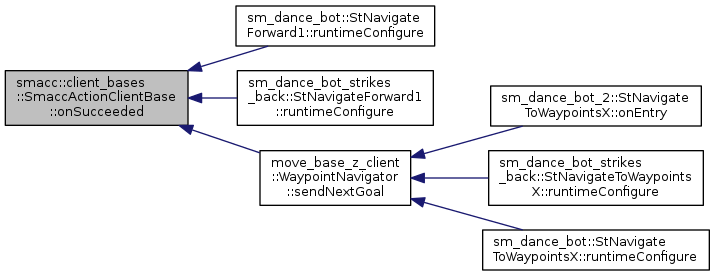 smacc::client_bases
::SmaccActionClientBase
::onSucceeded
sm_dance_bot::StNavigate
Forward1::runtimeConfigure
sm_dance_bot_strikes
_back::StNavigateForward1
::runtimeConfigure
move_base_z_client
::WaypointNavigator
::sendNextGoal
sm_dance_bot_2::StNavigate
ToWaypointsX::onEntry
sm_dance_bot_strikes
_back::StNavigateToWaypoints
X::runtimeConfigure
sm_dance_bot::StNavigate
ToWaypointsX::runtimeConfigure